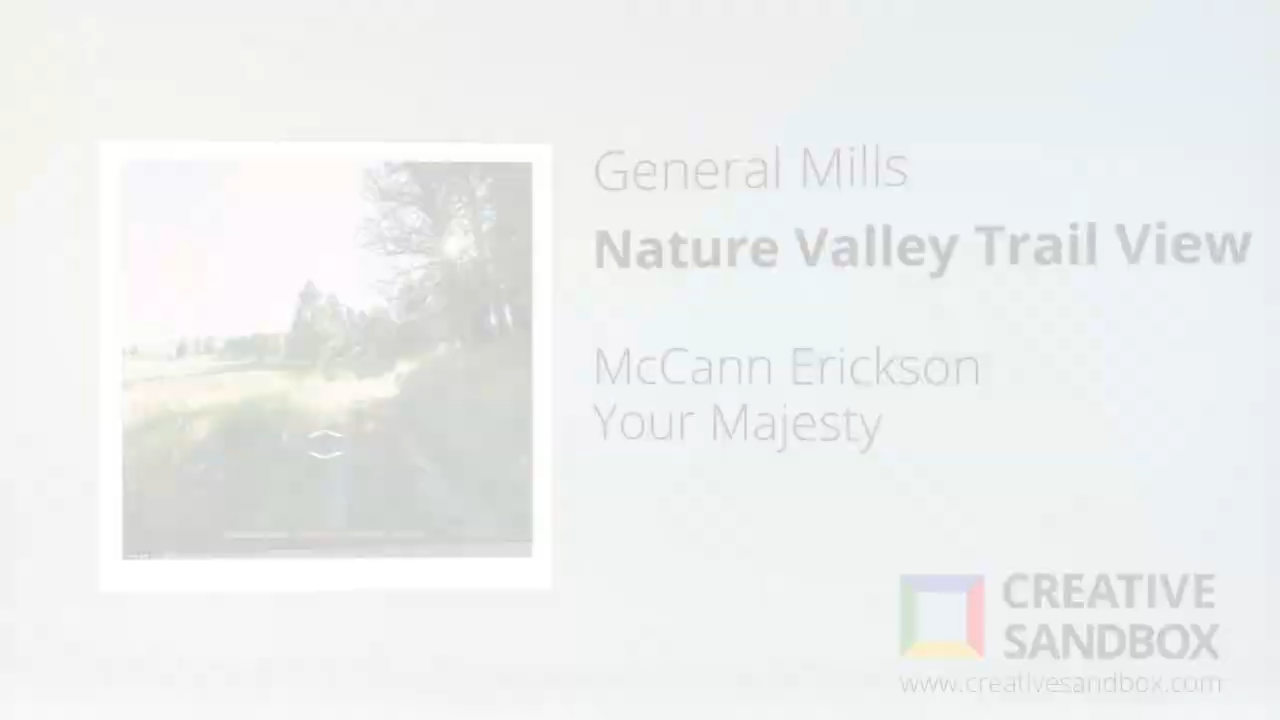 General Mills
Nature Valley Trail View
McCann Erickson
Your Majesty
CREATIVE
SANDBOX
www.creativesandbox.com